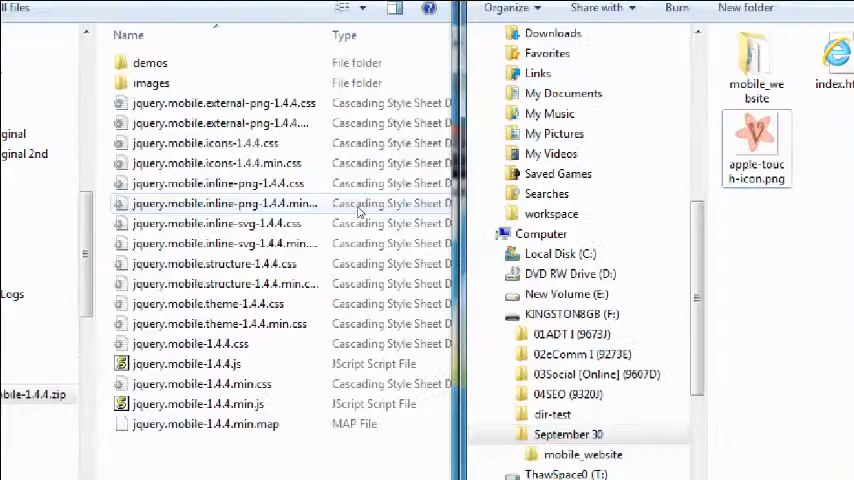 ll files
Name
Type
demos
File folder
images
File folder
jquery.mobile.external-png-1.4.4.css
Cascading Style Sheet D
jquery.mobile.external-png-1.4.4....
Cascading Style Sheet D
jquery.mobile.icons-1.4.4.css
Cascading Style Sheet D
jquery.mobile.icons-1.4.4.min.css
Cascading Style Sheet D
jquery.mobile.inline-png-1.4.4.css
Cascading Style Sheet D
jquery.mobile.inline-png-1.4.4.min...
Cascading Style Sheet D
jquery.mobile.inline-svg-1.4.4.css
Cascading Style Sheet D
jquery.mobile.inline-svg-1.4.4.min....
Cascading Style Sheet D
jquery.mobile.structure-1.4.4.css
Cascading Style Sheet D
jquery.mobile.structure-1.4.4.min.c...
Cascading Style Sheet D
jquery.mobile.theme-1.4.4.css
Cascading Style Sheet D
jquery.mobile.theme-1.4.4.min.css
Cascading Style Sheet D
jquery.mobile-1.4.4.css
Cascading Style Sheet D
jquery.mobile-1.4.4.js
JScript Script File
jquery.mobile-1.4.4.min.css
Cascading Style Sheet D
jquery.mobile-1.4.4.min.js
JScript Script File
jquery.mobile-1.4.4.min.map
MAP File
ginal
ginal 2nd
Logs
obile-1.4.4.zip
Organize
Share with
Burn
New folder
Downloads
Favorites
Links
My Documents
My Music
My Pictures
My Videos
Saved Games
Searches
workspace
Computer
Local Disk (C:)
DVD RW Drive (D:)
New Volume (E:)
KINGSTON8GB (F:)
01ADT I (9673J)
02eComm I (9273E)
03Social [Online] (9607D)
04SEO (9320J)
dir-test
September 30
mobile_website
ThawSpace0 (T:)
mobile_we
bsite
index.ht
apple-touc
h-icon.png